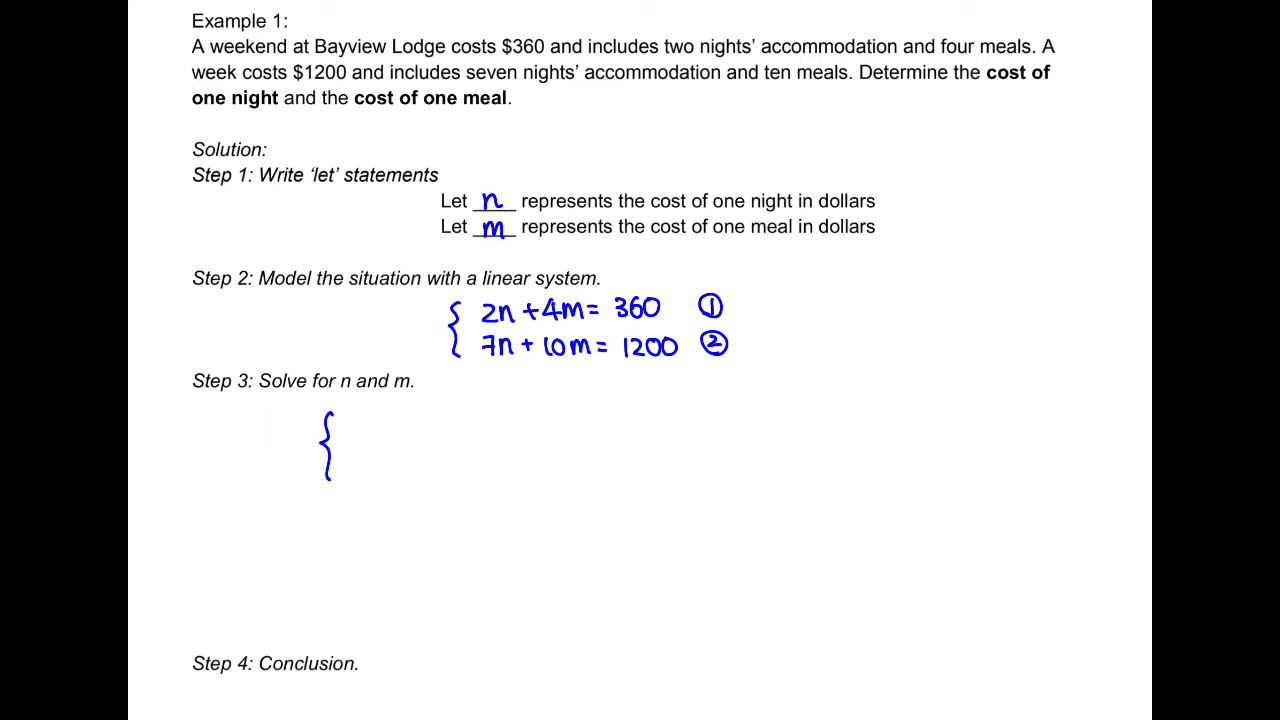 Example 1:
A weekend at Bayview Lodge costs $360 and includes two nights’ accommodation and four meals. A
week costs $1200 and includes seven nights’ accommodation and ten meals. Determine the cost of
one night and the cost of one meal.
Solution:
Step 1: Write ‘let’ statements
Let n represents the cost of one night in dollars
Let m represents the cost of one meal in dollars
Step 2: Model the situation with a linear system.
{ 2n + 4m = 360 ①
7n + 10m = 1200 ②
Step 3: Solve for n and m.
{
Step 4: Conclusion.